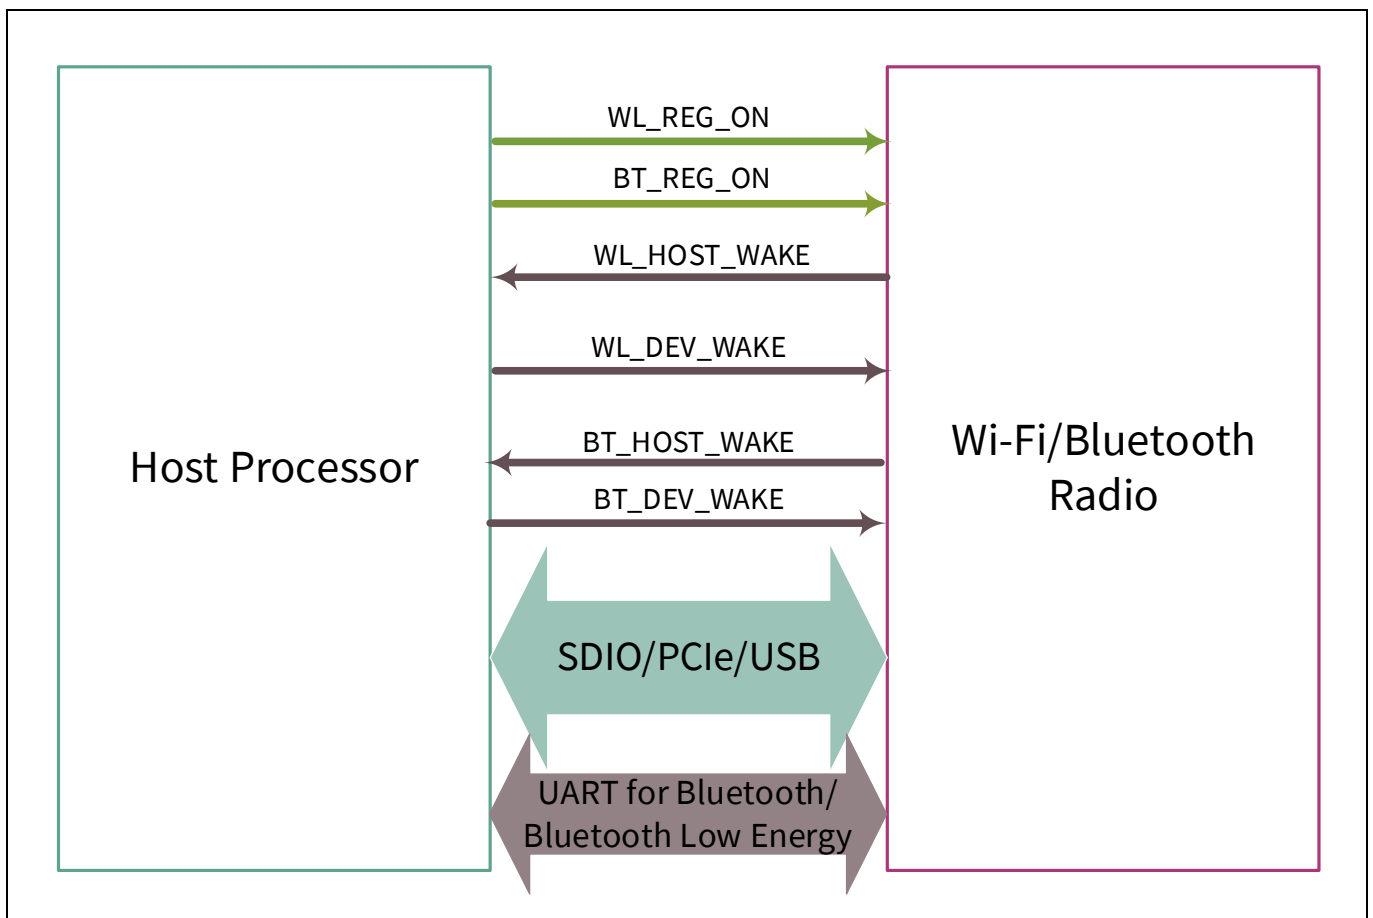 WL_REG_ON
BT_REG_ON
WL_HOST_WAKE
WL_DEV_WAKE
BT_HOST_WAKE
BT_DEV_WAKE
Host Processor
Wi-Fi/Bluetooth
Radio
SDIO/PCIe/USB
UART for Bluetooth/
Bluetooth Low Energy